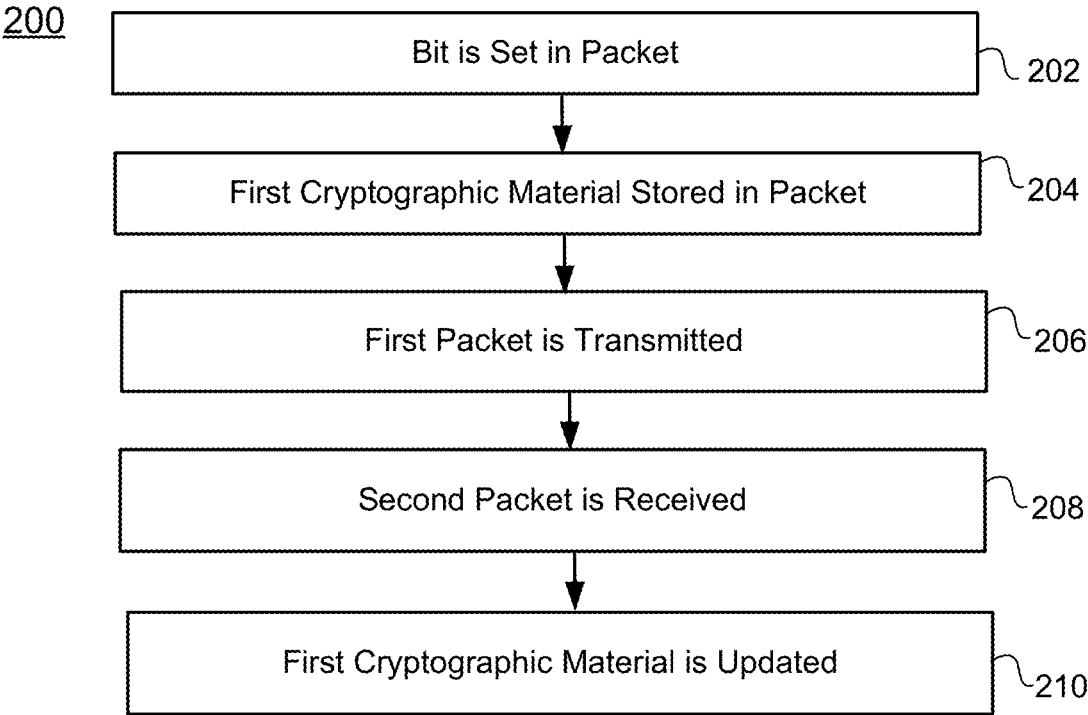 200
Bit is Set in Packet
202
First Cryptographic Material Stored in Packet
204
First Packet is Transmitted
206
Second Packet is Received
208
First Cryptographic Material is Updated
210